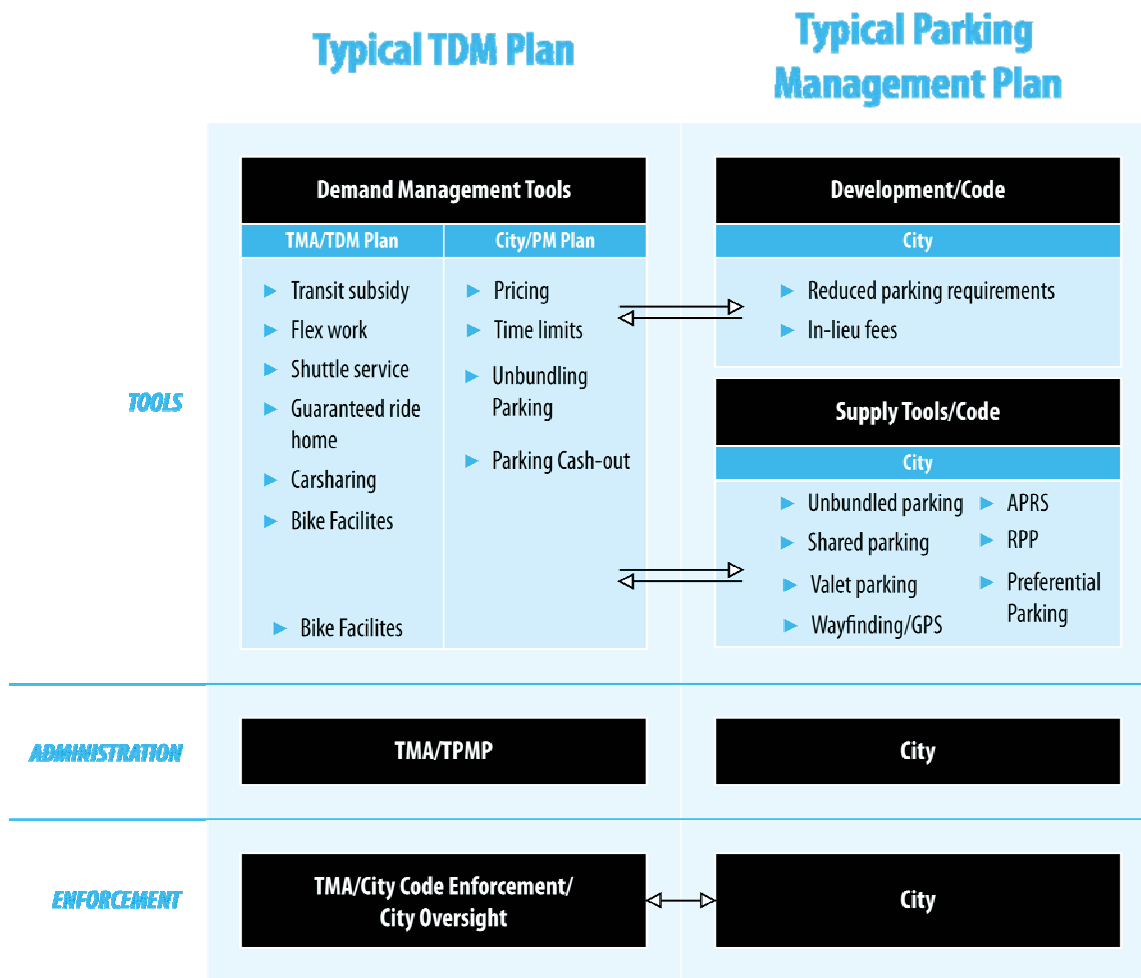 Typical TDM Plan
Typical Parking
Management Plan
TOOLS
Demand Management Tools
TMA/TDM Plan
Transit subsidy
Flex work
Shuttle service
Guaranteed ride
home
Carsharing
Bike Facilites
Bike Facilites
City/PM Plan
Pricing
Time limits
Unbundling
Parking
Parking Cash-out
Development/Code
City
Reduced parking requirements
In-lieu fees
Supply Tools/Code
City
Unbundled parking
Shared parking
Valet parking
Wayfinding/GPS
APRS
RPP
Preferential
Parking
ADMINISTRATION
TMA/TPMP
City
ENFORCEMENT
TMA/City Code Enforcement/
City Oversight
City